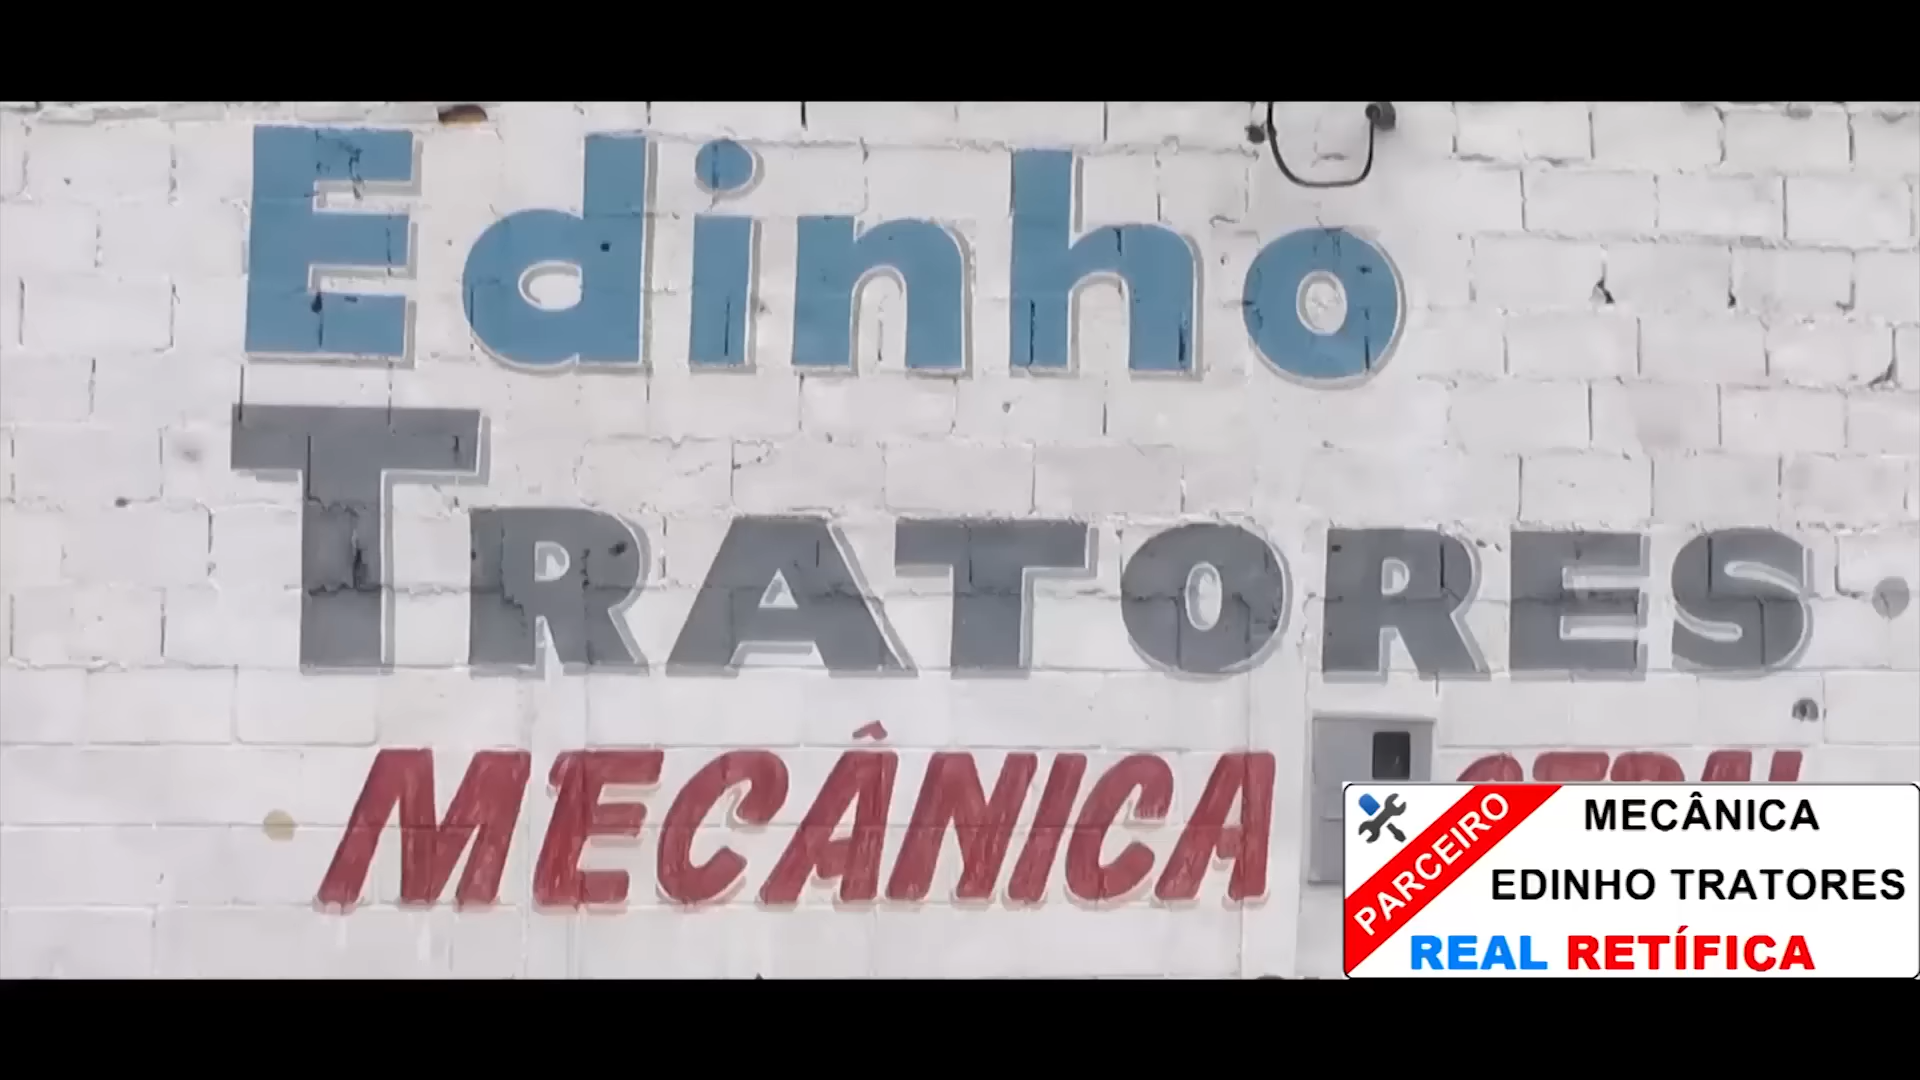 Edinho
TRATORES
MECÂNICA
PARCEIRO
MECÂNICA
EDINHO TRATORES
REAL RETÍFICA